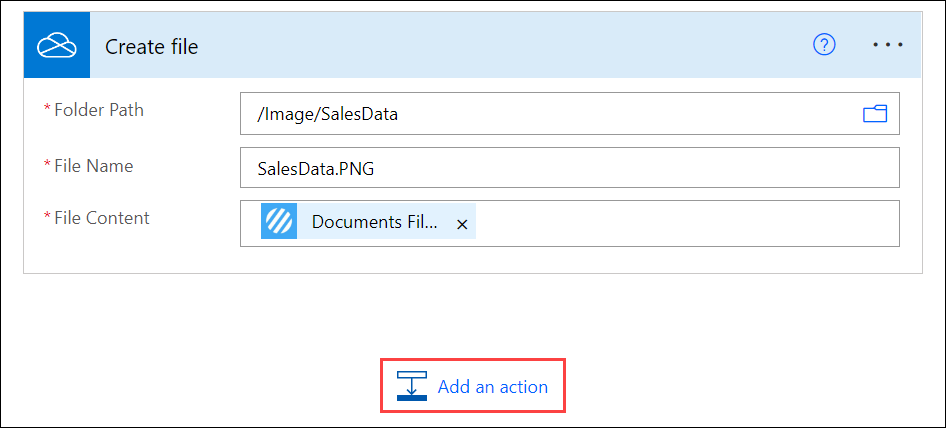 Create file
* Folder Path
/Image/SalesData
* File Name
SalesData.PNG
* File Content
Documents Fil... ×
Add an action